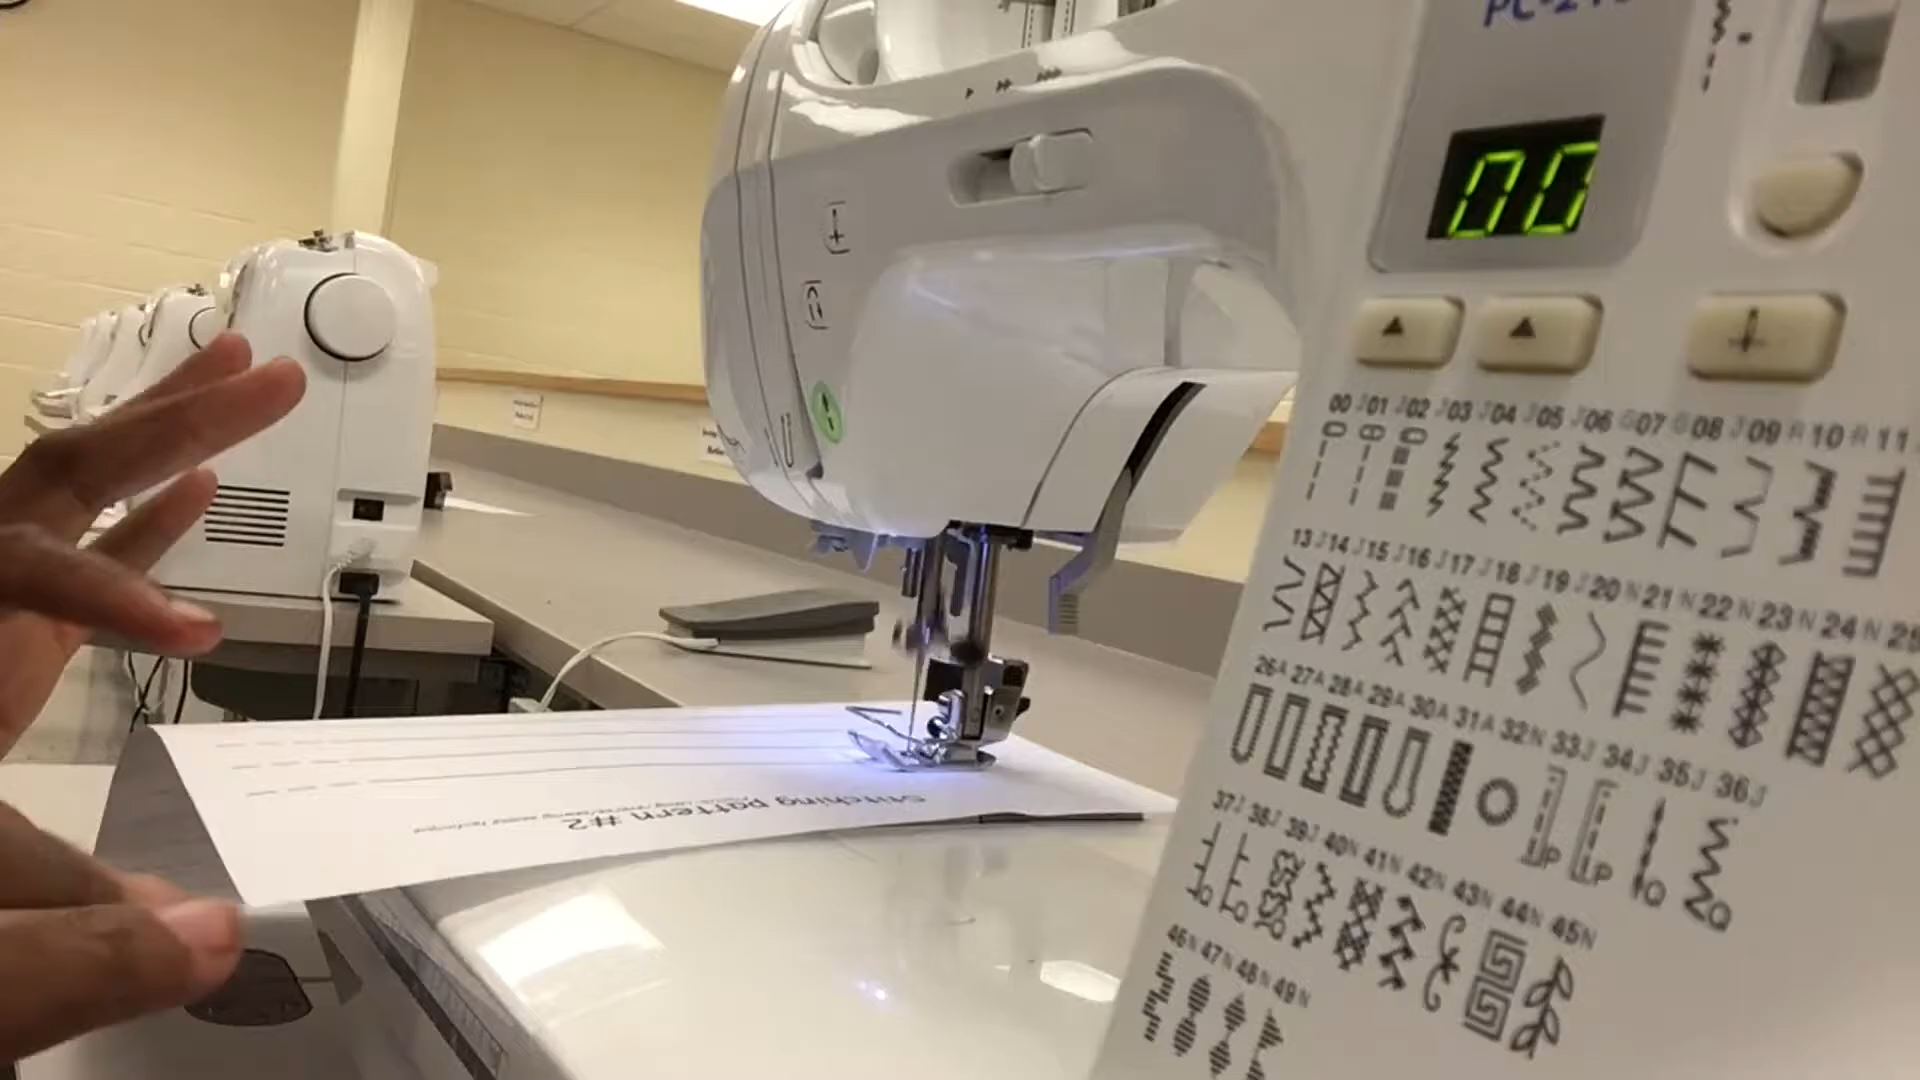 PC-21
00
00 J 01 J 02 J 03 J 04 J 05 J 06 G 07 G 08 J 09 R 10 R 11
13 J 14 J 15 J 16 J 17 J 18 J 19 J 20 N 21 N 22 N 23 N 24 N 25
26 A 27 A 28 A 29 A 30 A 31 A 32 N 33 J 34 J 35 J 36 J
37 J 38 J 39 J 40 N 41 N 42 N 43 N 44 N 45 N
46 N 47 N 48 N 49 N
Stitching pattern #2